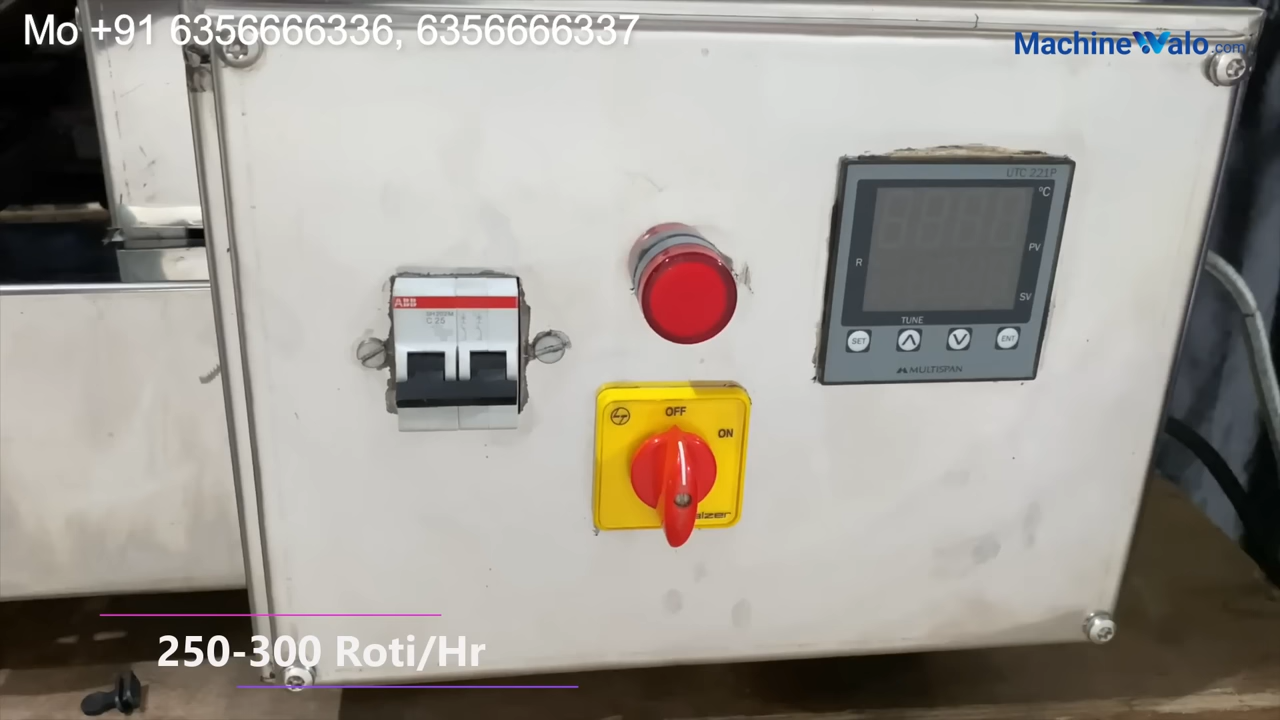 Mo +91 6356666336, 6356666337
MachineWalo.com
UTC 221P
°C
PV
R
SV
TUNE
SET
ENT
MULTISPAN
ABB
C 25
OFF
ON
250-300 Roti/Hr